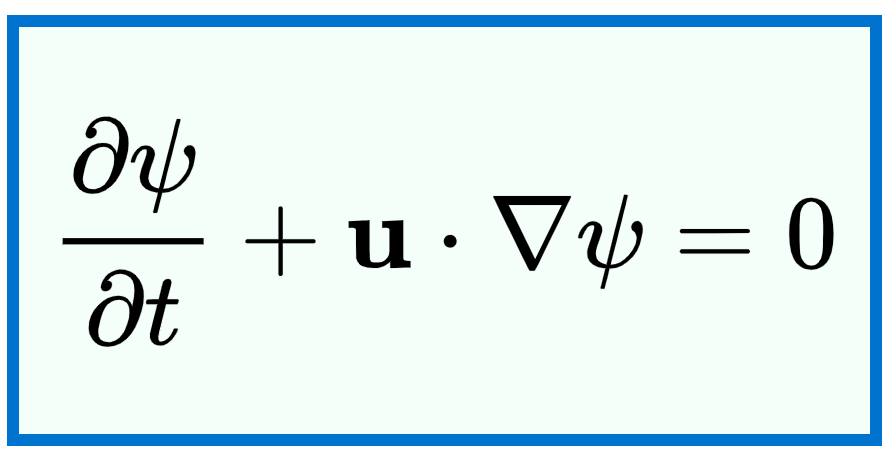 ∂ψ/∂t + 𝐮 · ∇ψ = 0